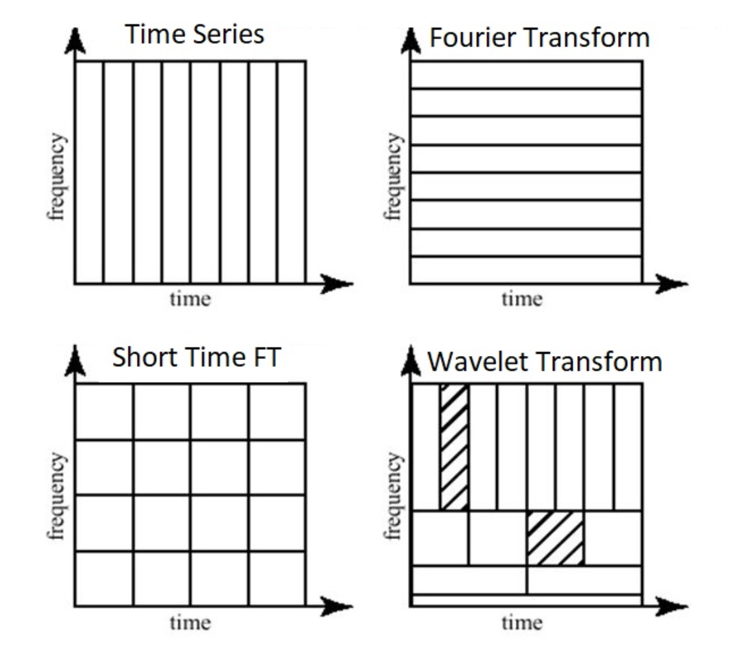 Time Series
Fourier Transform
frequency
frequency
time
time
Short Time FT
Wavelet Transform
frequency
frequency
time
time